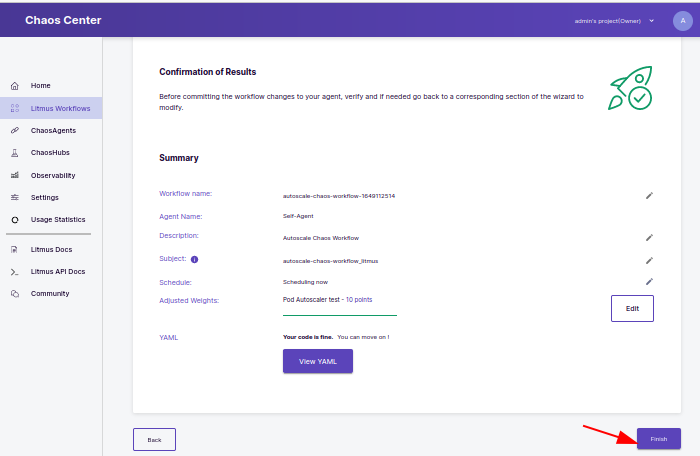 Chaos Center
admin's project(Owner)
A
Home
Litmus Workflows
ChaosAgents
ChaosHubs
Observability
Settings
Usage Statistics
Litmus Docs
Litmus API Docs
Community
Confirmation of Results
Before committing the workflow changes to your agent, verify and if needed go back to a corresponding section of the wizard to
modify.
Summary
Workflow name: autoscale-chaos-workflow-1649112514
Agent Name: Self-Agent
Description: Autoscale Chaos Workflow
Subject: i autoscale-chaos-workflow_litmus
Schedule: Scheduling now
Adjusted Weights: Pod Autoscaler test - 10 points
Edit
YAML Your code is fine. You can move on !
View YAML
Back
Finish